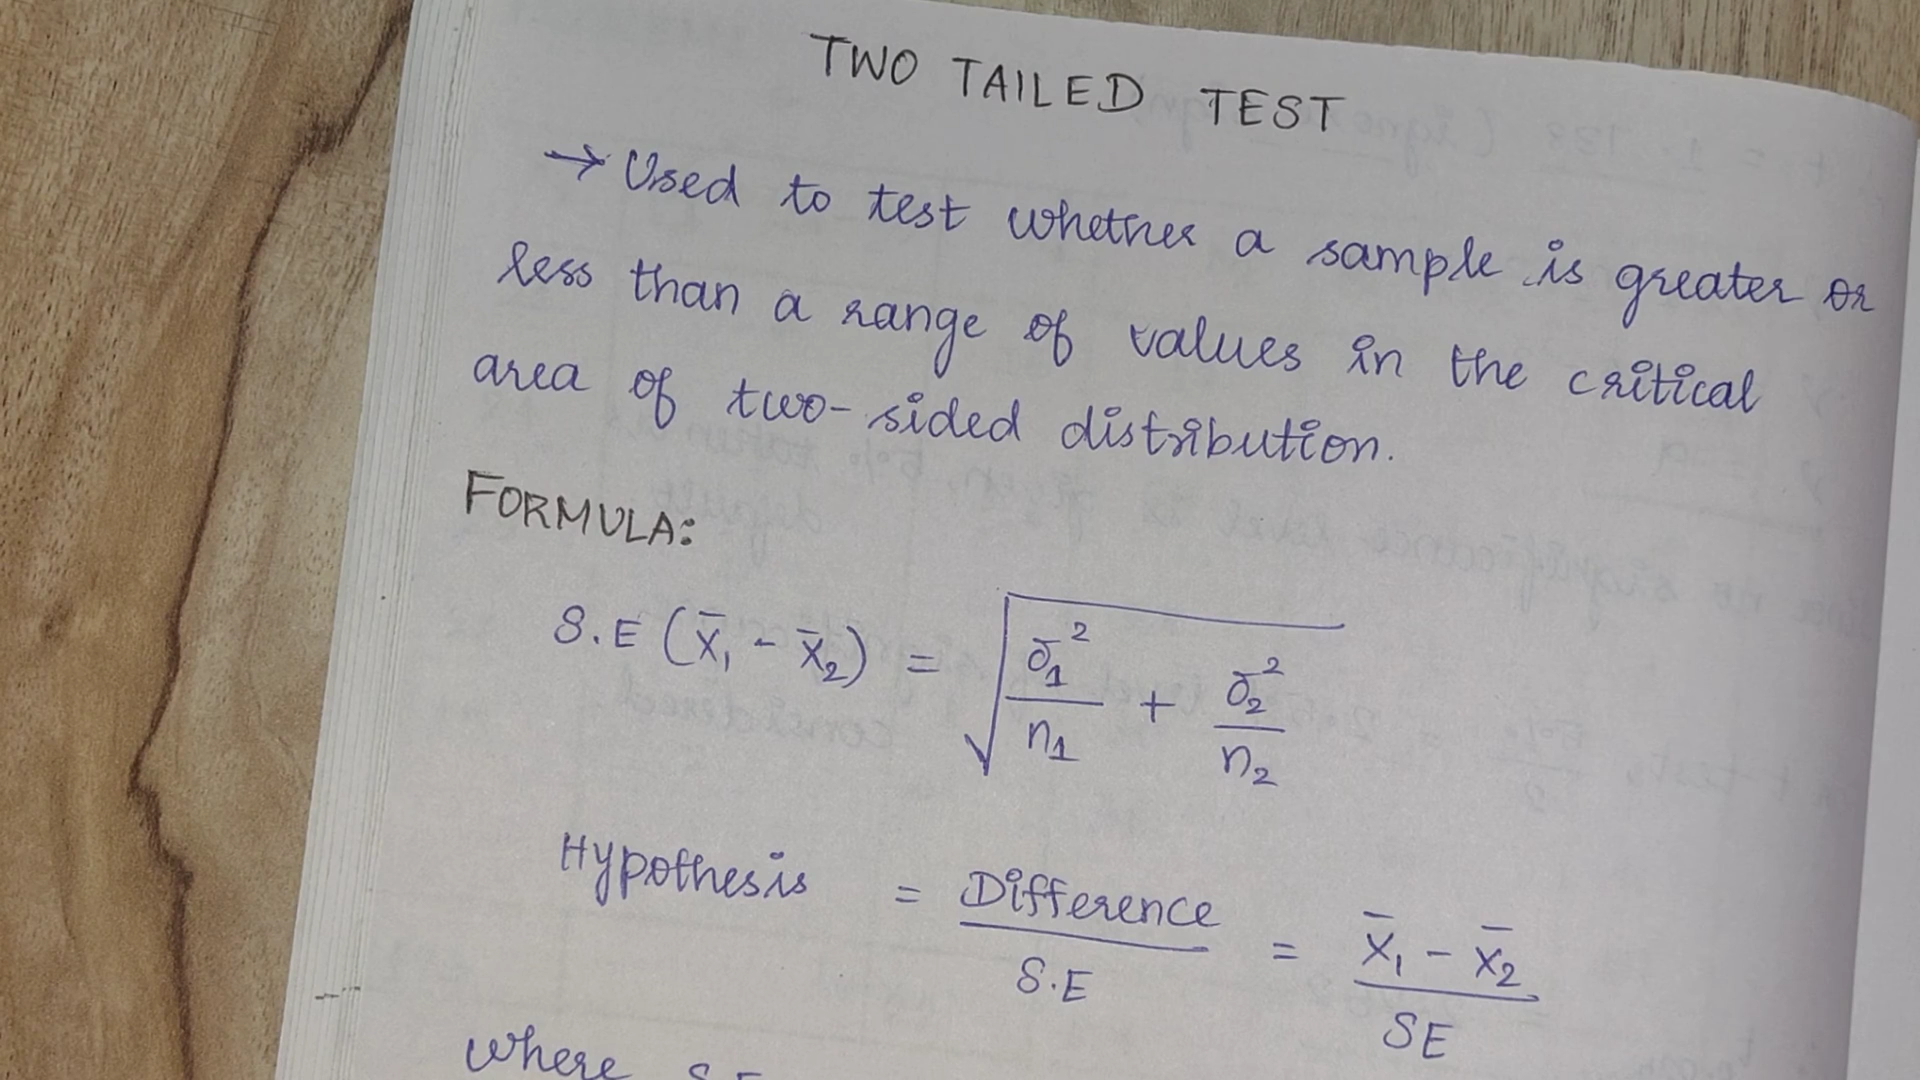 TWO TAILED TEST
→ Used to test whether a sample is greater or
less than a range of values in the critical
area of two-sided distribution.
FORMULA:
S.E (x̄₁ - x̄₂) = √(σ₁²/n₁ + σ₂²/n₂)
Hypothesis = Difference/S.E = x̄₁ - x̄₂/SE
where